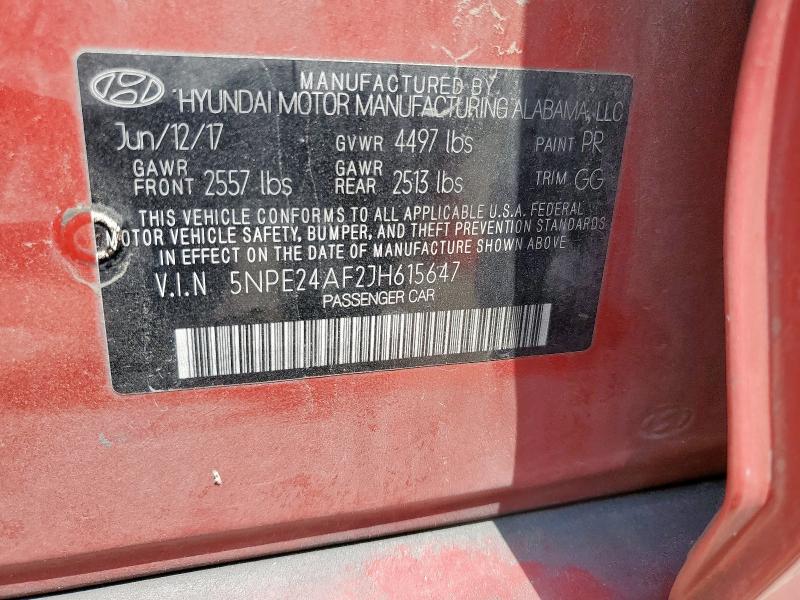 MANUFACTURED BY
HYUNDAI MOTOR MANUFACTURING ALABAMA, LLC
Jun/12/17 GVWR 4497 lbs PAINT PR
GAWR FRONT 2557 lbs GAWR REAR 2513 lbs TRIM GG
THIS VEHICLE CONFORMS TO ALL APPLICABLE U.S.A. FEDERAL
MOTOR VEHICLE SAFETY, BUMPER, AND THEFT PREVENTION STANDARDS
IN EFFECT ON THE DATE OF MANUFACTURE SHOWN ABOVE
V.I.N 5NPE24AF2JH615647
PASSENGER CAR